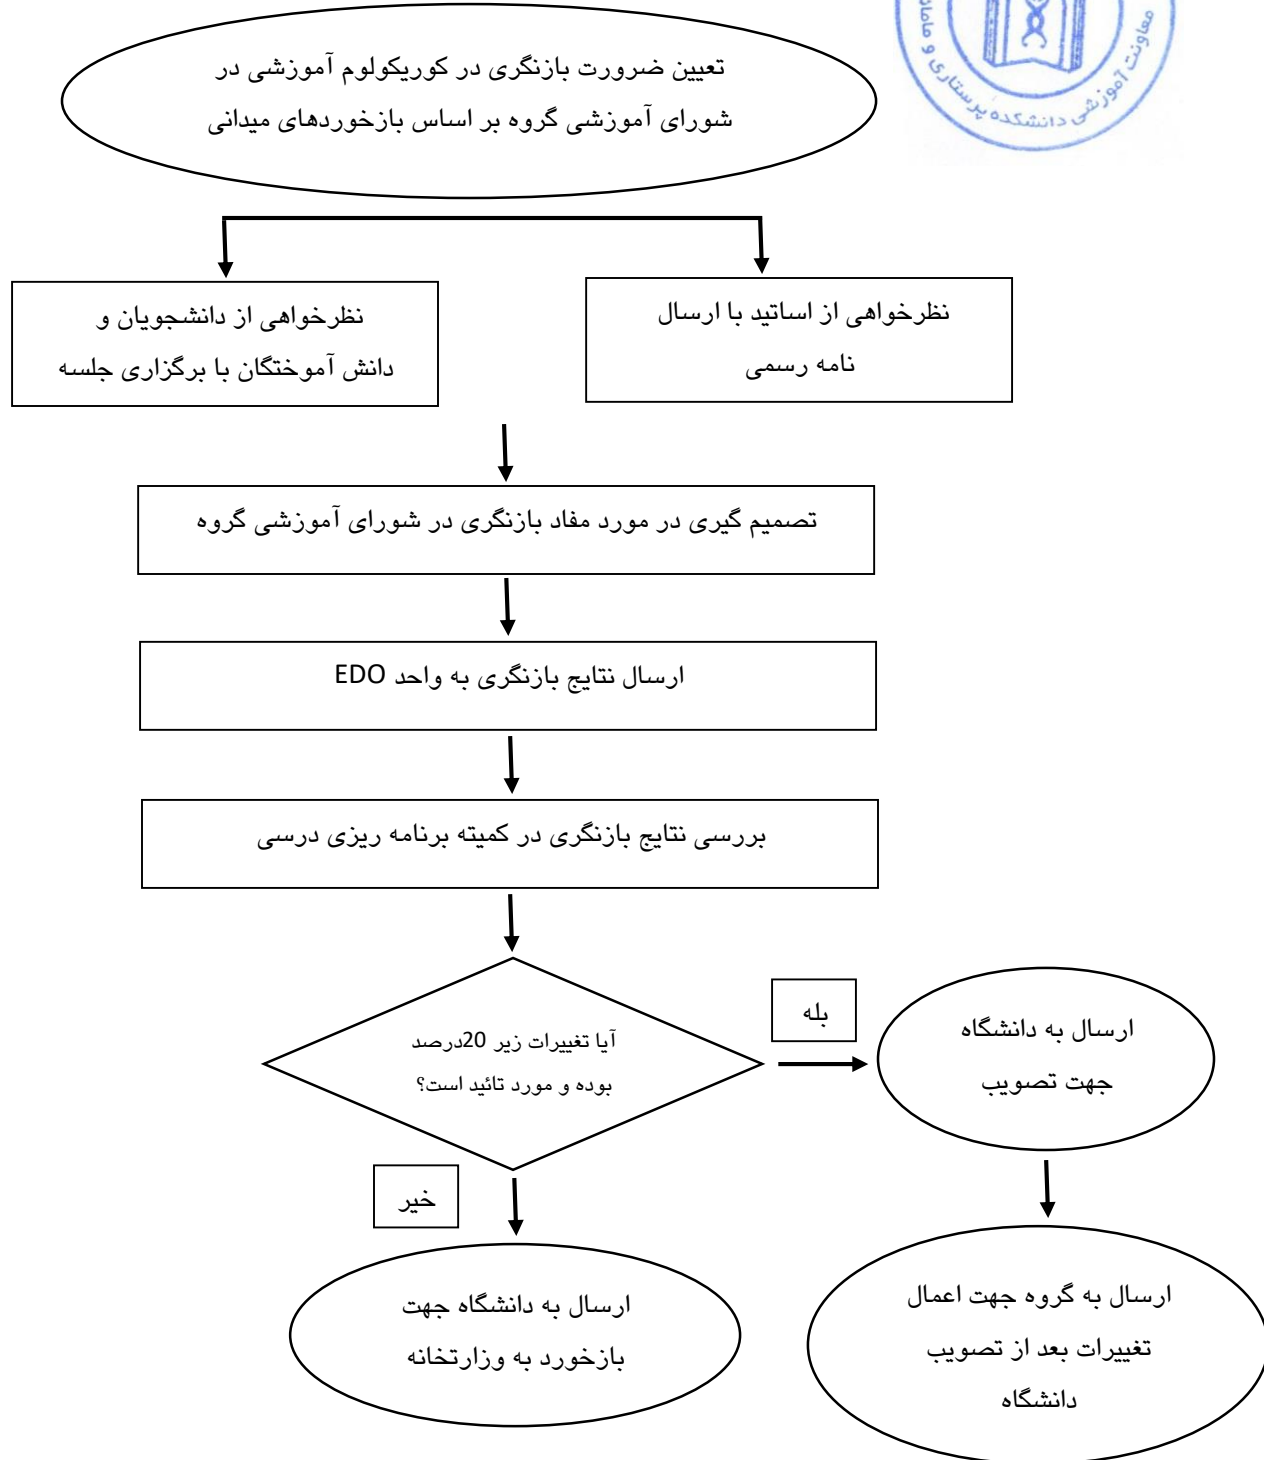 تعیین ضرورت بازنگری در کوریکولوم آموزشی در
شورای آموزشی گروه بر اساس بازخوردهای میدانی
معاونت آموزشی دانشکده پرستاری و
نظرخواهی از اساتید با ارسال
نامه رسمی
نظرخواهی از دانشجویان و
دانش آموختگان با برگزاری جلسه
تصمیم گیری در مورد مفاد بازنگری در شورای آموزشی گروه
ارسال نتایج بازنگری به واحد EDO
بررسی نتایج بازنگری در کمیته برنامه ریزی درسی
آیا تغییرات زیر 20درصد
بوده و مورد تائید است؟
بله
ارسال به دانشگاه
جهت تصویب
خیر
ارسال به دانشگاه جهت
بازخورد به وزارتخانه
ارسال به گروه جهت اعمال
تغییرات بعد از تصویب
دانشگاه